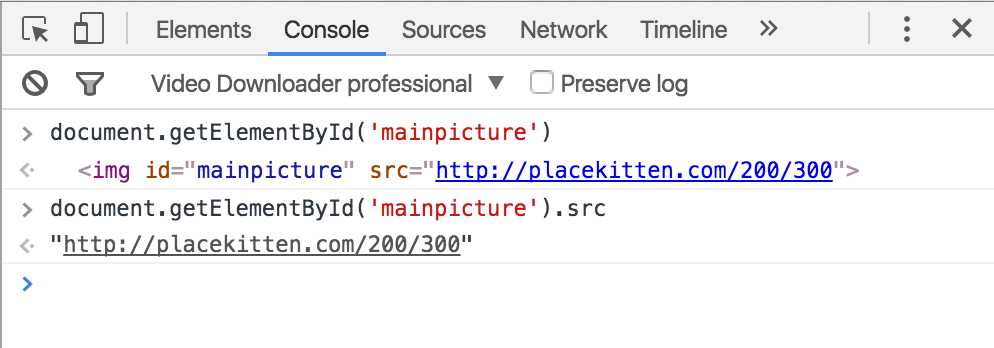 Elements Console Sources Network Timeline »
Video Downloader professional ▼ Preserve log
> document.getElementById('mainpicture')
<img id="mainpicture" src="http://placekitten.com/200/300">
> document.getElementById('mainpicture').src
"http://placekitten.com/200/300"
>